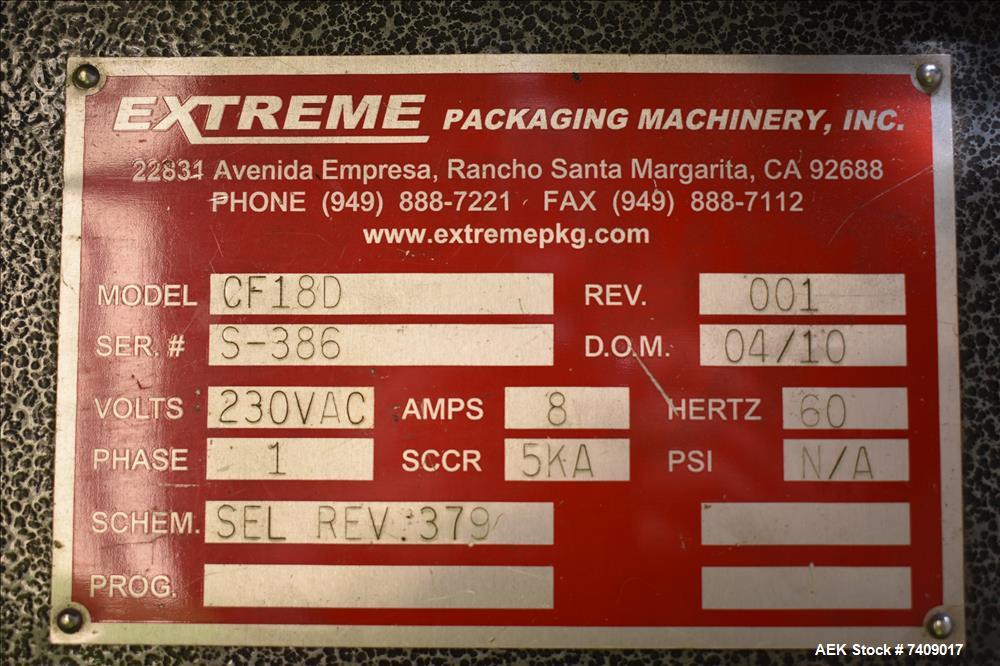 EXTREME PACKAGING MACHINERY, INC.
22831 Avenida Empresa, Rancho Santa Margarita, CA 92688
PHONE (949) 888-7221 FAX (949) 888-7112
www.extremepkg.com
MODEL CF18D REV. 001
SER. # S-386 D.O.M. 04/10
VOLTS 230VAC AMPS 8 HERTZ 60
PHASE 1 SCCR 5KA PSI N/A
SCHEM. SEL REV.379
PROG.
AEK Stock # 7409017